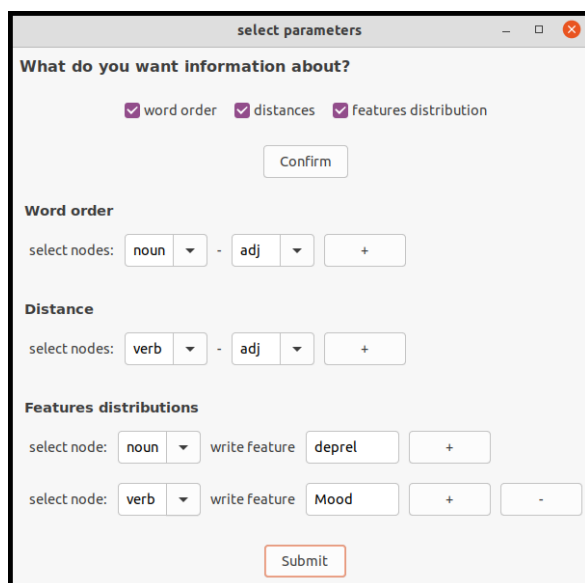 select parameters
What do you want information about?
word order distances features distribution
Confirm
Word order
select nodes: noun - adj +
Distance
select nodes: verb - adj +
Features distributions
select node: noun write feature deprel +
select node: verb write feature Mood + -
Submit